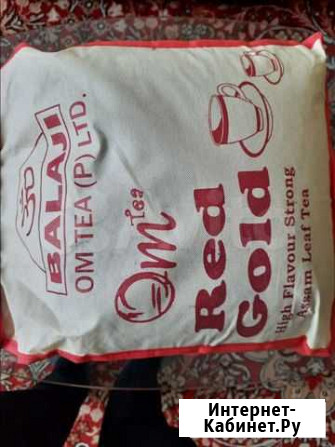 ॐ
BALAJI
OM TEA (P) LTD.
Om tea
Red
Gold
High Flavour Strong
Assam Leaf Tea
Интернет-
Кабинет.Ру